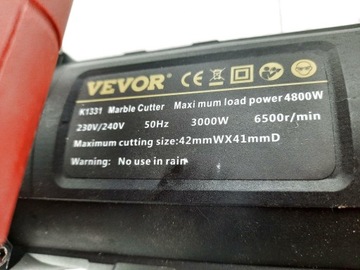 VEVOR® CE
K1331 Marble Cutter Maxi mum load power 4800W
230V/240V 50Hz 3000W 6500r/min
Maximum cutting size:42mmWX41mmD
Warning: No use in rain